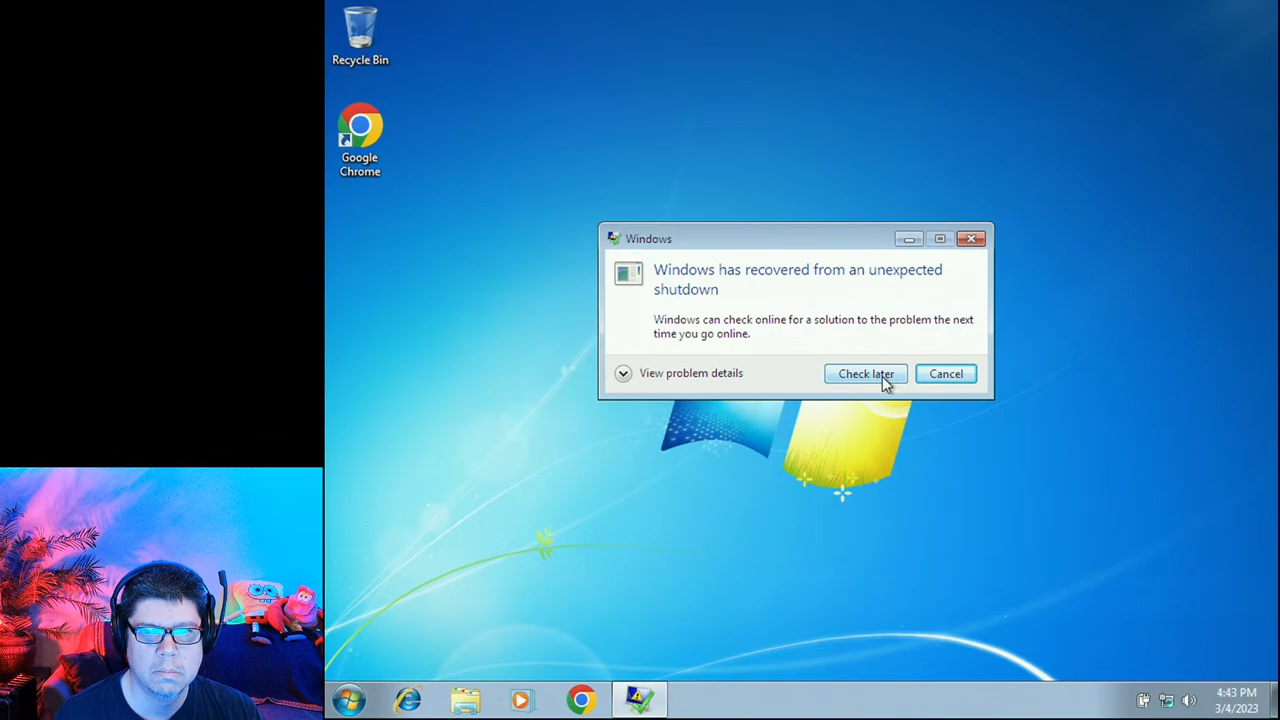 Recycle Bin
Google
Chrome
Windows
Windows has recovered from an unexpected
shutdown
Windows can check online for a solution to the problem the next
time you go online.
View problem details
Check later
Cancel
4:43 PM
3/4/2023